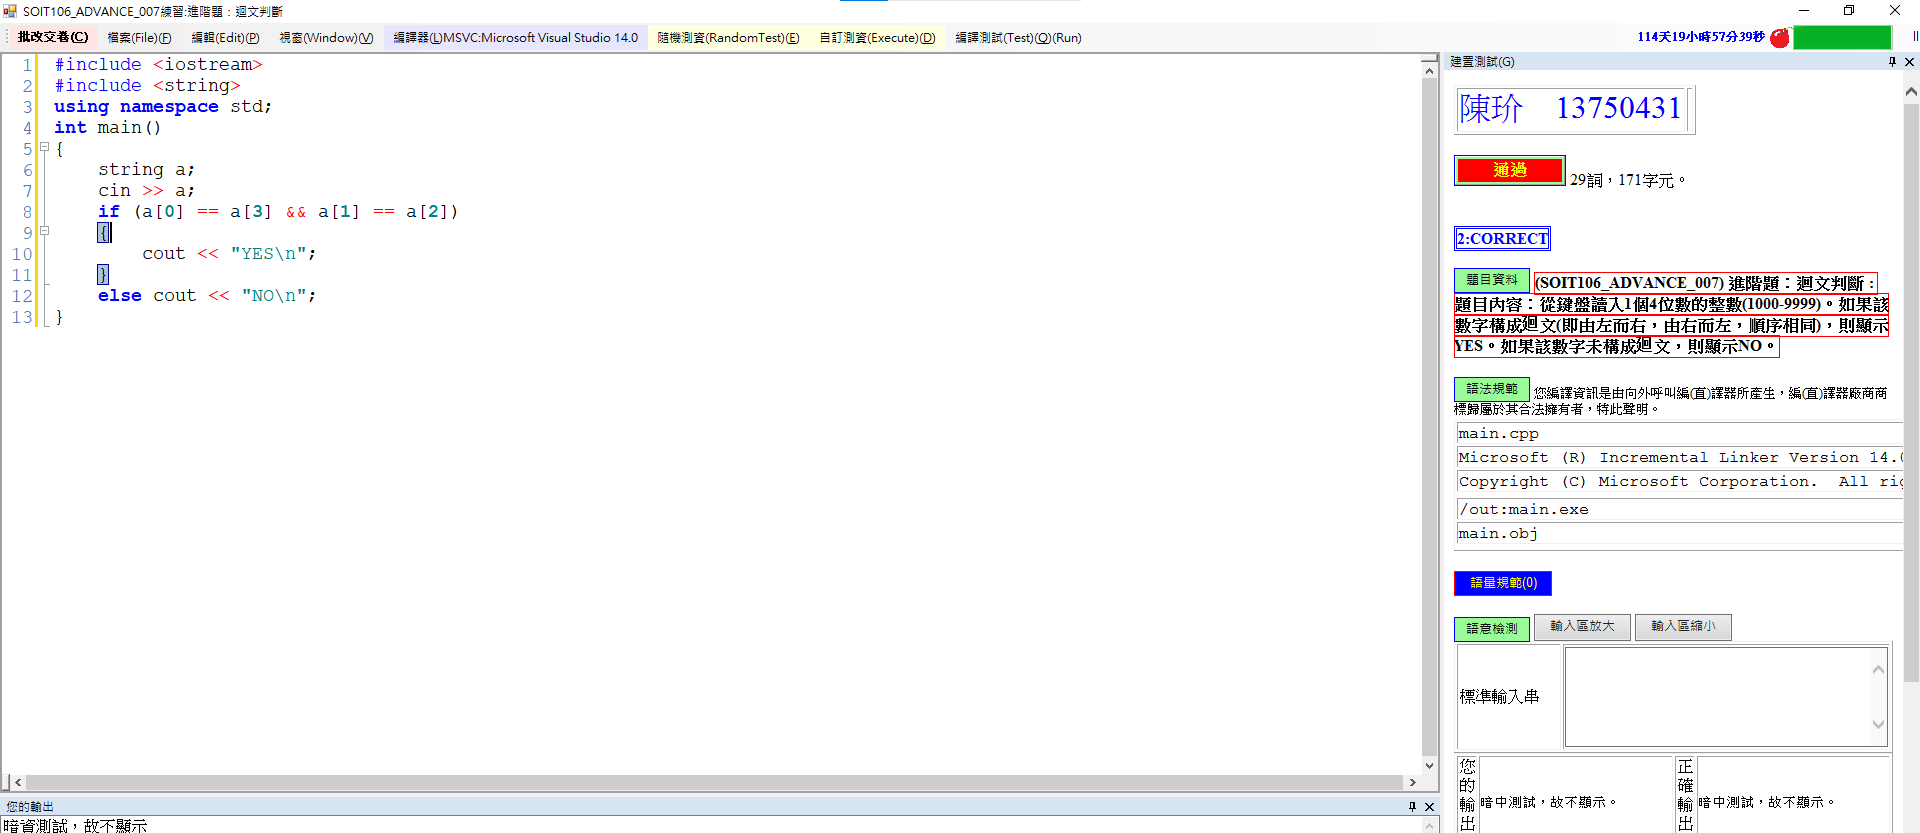 SOIT106_ADVANCE_007練習:進階題：迴文判斷
批改交卷(C) 檔案(File)(F) 編輯(Edit)(P) 視窗(Window)(V) 編譯器(L)MSVC:Microsoft Visual Studio 14.0 隨機測資(RandomTest)(E) 自訂測資(Execute)(D) 編譯測試(Test)(Q)(Run) 114天19小時57分39秒
1 #include <iostream>
2 #include <string>
3 using namespace std;
4 int main()
5 {
6 string a;
7 cin >> a;
8 if (a[0] == a[3] && a[1] == a[2])
9 {
10 cout << "YES\n";
11 }
12 else cout << "NO\n";
13 }
您的輸出
暗資測試，故不顯示
建置測試(G)
陳玠 13750431
通過 29詞，171字元。
2:CORRECT
題目資料 (SOIT106_ADVANCE_007) 進階題：迴文判斷：
題目內容：從鍵盤讀入1個4位數的整數(1000-9999)。如果該
數字構成迴文(即由左而右，由右而左，順序相同)，則顯示
YES。如果該數字未構成迴文，則顯示NO。
語法規範 您編譯資訊是由向外呼叫編(直)譯器所產生，編(直)譯器廠商商
標歸屬於其合法擁有者，特此聲明。
main.cpp
Microsoft (R) Incremental Linker Version 14.0
Copyright (C) Microsoft Corporation.  All rig
/out:main.exe
main.obj
語量規範(0)
語意檢測 輸入區放大 輸入區縮小
標準輸入串
您的輸出 暗中測試，故不顯示。 正確輸出 暗中測試，故不顯示。